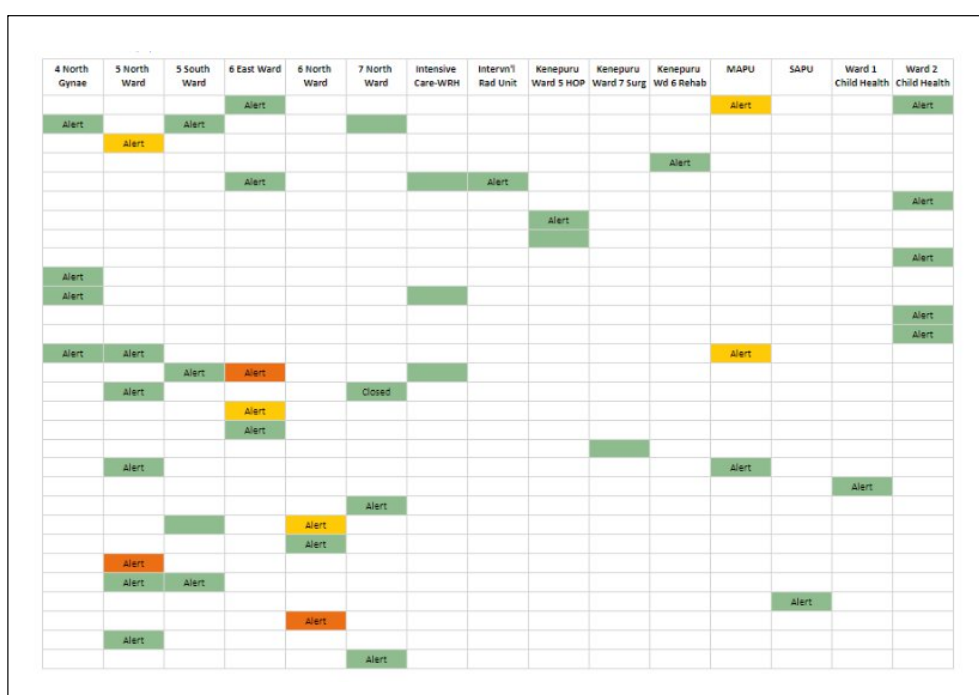 4 North Gynae 5 North Ward 5 South Ward 6 East Ward 6 North Ward 7 North Ward Intensive Care-WRH Intervn'l Rad Unit Kenepuru Ward 5 HOP Kenepuru Ward 7 Surg Kenepuru Wd 6 Rehab MAPU SAPU Ward 1 Child Health Ward 2 Child Health
Alert Alert Alert
Alert Alert
Alert
Alert
Alert Alert
Alert
Alert
Alert
Alert
Alert
Alert
Alert
Alert Alert Alert
Alert Alert
Alert Closed
Alert
Alert
Alert Alert
Alert
Alert
Alert
Alert
Alert
Alert Alert
Alert
Alert
Alert
Alert